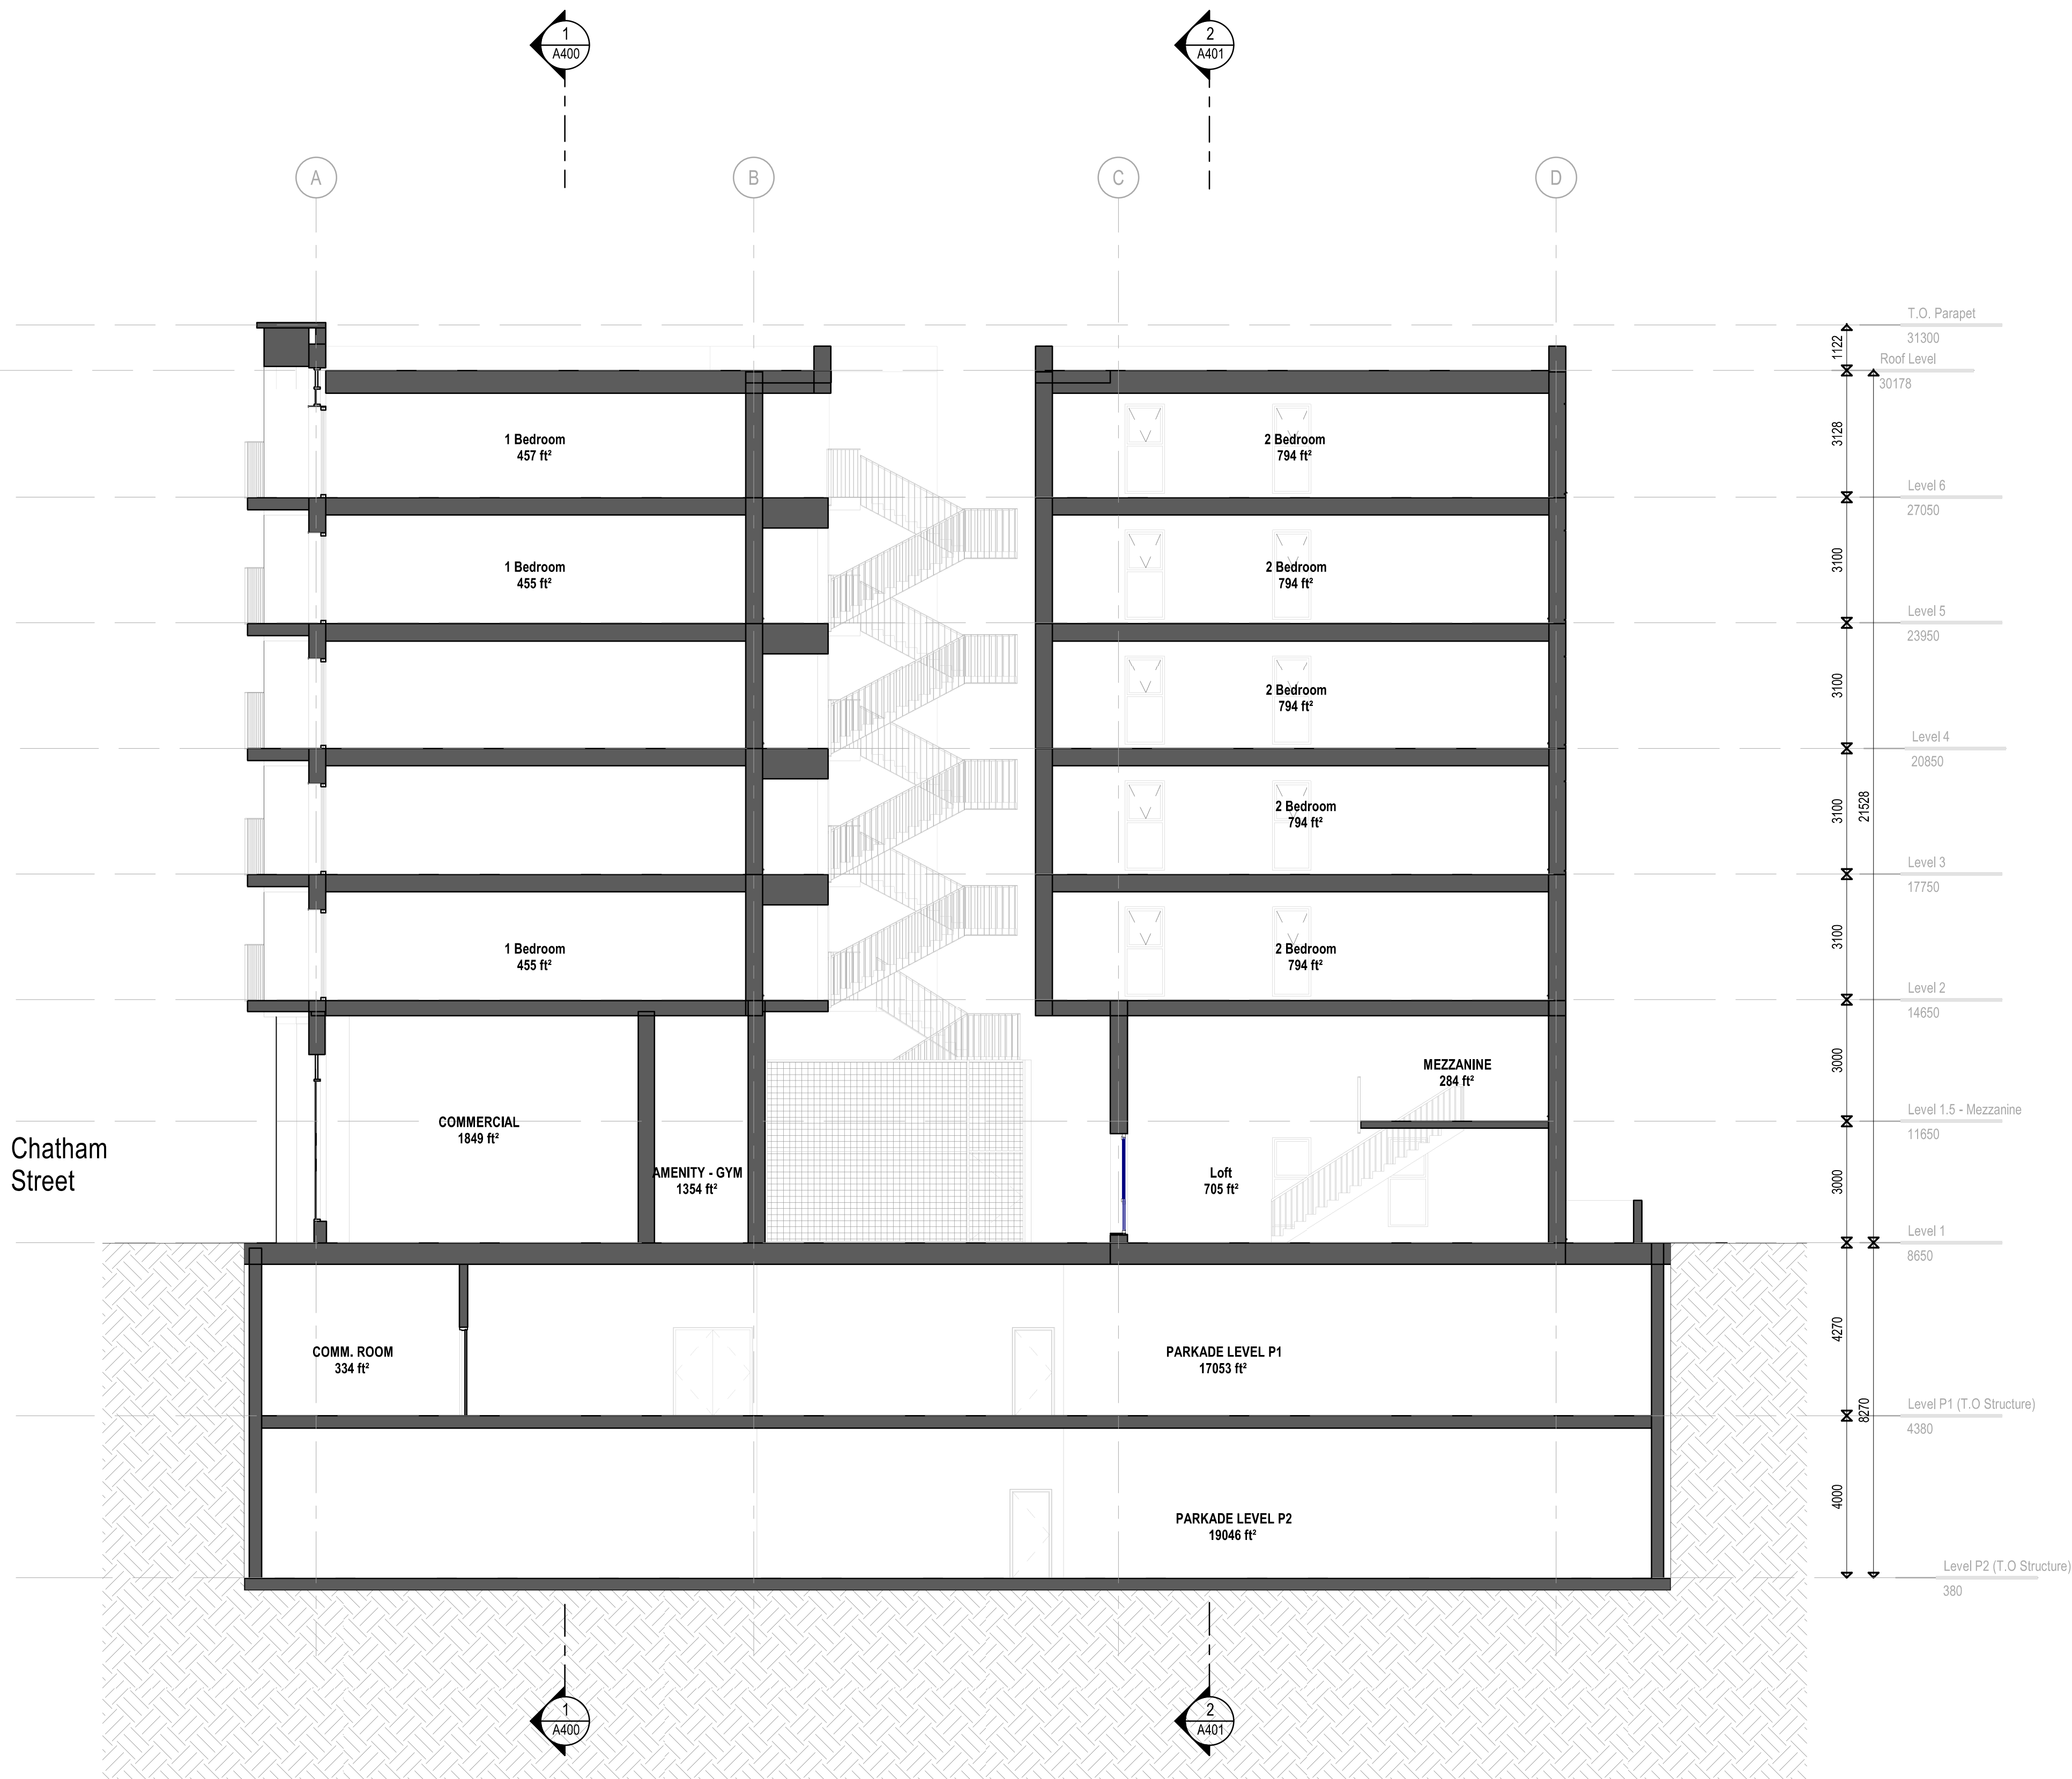 1
A400
2
A401
A
B
C
D
T.O. Parapet
31300
1122
Roof Level
30178
1 Bedroom
457 ft²
2 Bedroom
794 ft²
3128
Level 6
27050
1 Bedroom
455 ft²
2 Bedroom
794 ft²
3100
Level 5
23950
2 Bedroom
794 ft²
3100
Level 4
20850
2 Bedroom
794 ft²
3100
21528
Level 3
17750
1 Bedroom
455 ft²
2 Bedroom
794 ft²
3100
Level 2
14650
MEZZANINE
284 ft²
3000
Level 1.5 - Mezzanine
11650
Chatham
Street
COMMERCIAL
1849 ft²
AMENITY - GYM
1354 ft²
Loft
705 ft²
3000
Level 1
8650
COMM. ROOM
334 ft²
PARKADE LEVEL P1
17053 ft²
4270
8270
Level P1 (T.O Structure)
4380
PARKADE LEVEL P2
19046 ft²
4000
Level P2 (T.O Structure)
380
1
A400
2
A401